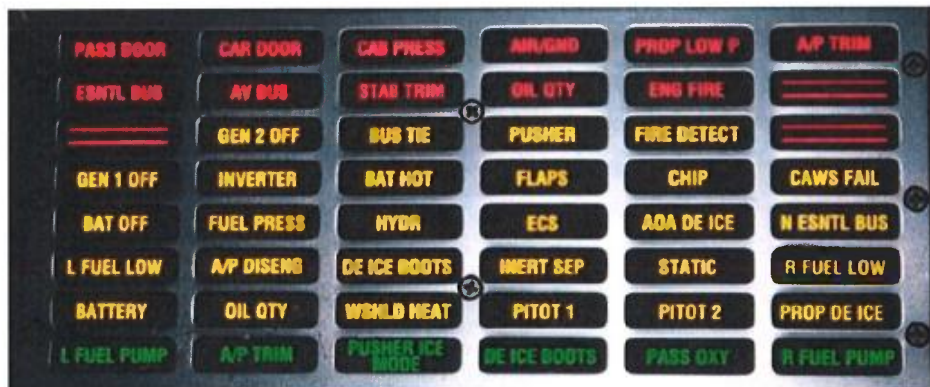 PASS DOOR CAR DOOR CAB PRESS AIR/GND PROP LOW P A/P TRIM
ESNTL BUS AV BUS STAB TRIM OIL QTY ENG FIRE
GEN 2 OFF BUS TIE PUSHER FIRE DETECT
GEN 1 OFF INVERTER BAT HOT FLAPS CHIP CAWS FAIL
BAT OFF FUEL PRESS HYDR ECS AOA DE ICE N ESNTL BUS
L FUEL LOW A/P DISENG DE ICE BOOTS INERT SEP STATIC R FUEL LOW
BATTERY OIL QTY WSHLD HEAT PITOT 1 PITOT 2 PROP DE ICE
L FUEL PUMP A/P TRIM PUSHER ICE MODE DE ICE BOOTS PASS OXY R FUEL PUMP